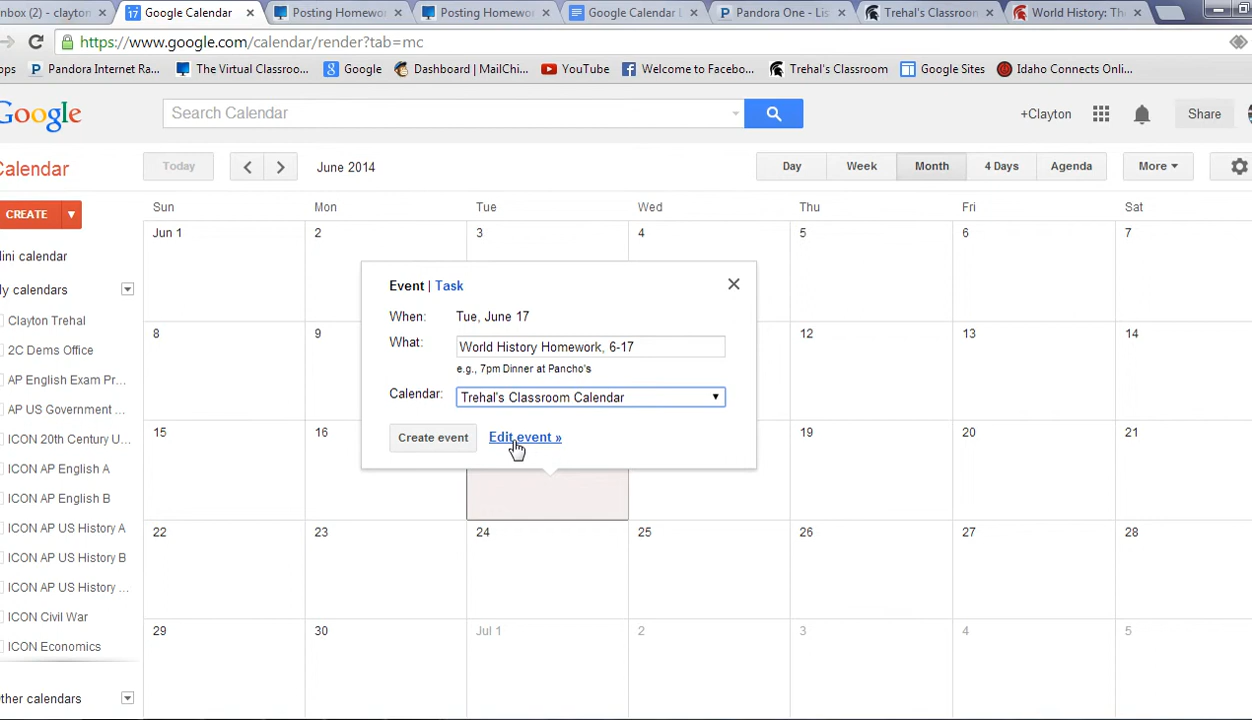 nbox (2) - clayton
17 Google Calendar
Posting Homewor
Posting Homewo
Google Calendar L
Pandora One - Lis
Trehal's Classroom
World History: The
https://www.google.com/calendar/render?tab=mc
pps
Pandora Internet Ra...
The Virtual Classroo...
Google
Dashboard | MailChi...
YouTube
Welcome to Facebo...
Trehal's Classroom
Google Sites
Idaho Connects Onli...
Google
Search Calendar
+Clayton
Share
Calendar
Today
June 2014
Day
Week
Month
4 Days
Agenda
More
CREATE
Sun Mon Tue Wed Thu Fri Sat
Jun 1 2 3 4 5 6 7
ini calendar
y calendars
Clayton Trehal
2C Dems Office
AP English Exam Pr...
AP US Government ...
ICON 20th Century U...
ICON AP English A
ICON AP English B
ICON AP US History A
ICON AP US History B
ICON AP US History ...
ICON Civil War
ICON Economics
ther calendars
Event | Task
When: Tue, June 17
What: World History Homework, 6-17
e.g., 7pm Dinner at Pancho's
Calendar: Trehal's Classroom Calendar
Create event
Edit event »
8 9 12 13 14
15 16 19 20 21
22 23 24 25 26 27 28
29 30 Jul 1 2 3 4 5